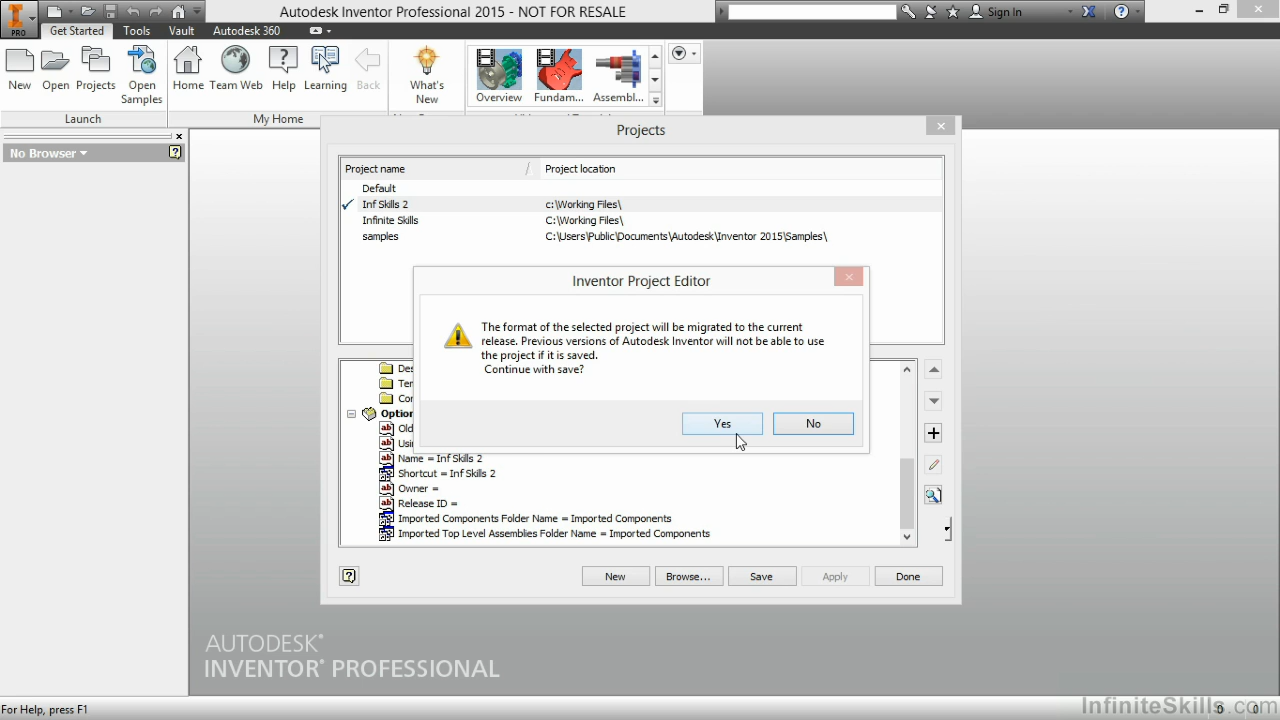 Autodesk Inventor Professional 2015 - NOT FOR RESALE
Sign In
PRO
Get Started Tools Vault Autodesk 360
New Open Projects Open Samples Home Team Web Help Learning Back What's New Overview Fundam... Assembl...
Launch My Home
No Browser
Projects
Project name / Project location
Default
Inf Skills 2 c:\Working Files\
Infinite Skills C:\Working Files\
samples C:\Users\Public\Documents\Autodesk\Inventor 2015\Samples\
Inventor Project Editor
The format of the selected project will be migrated to the current
release. Previous versions of Autodesk Inventor will not be able to use
the project if it is saved.
Continue with save?
Yes No
Name = Inf Skills 2
Shortcut = Inf Skills 2
Owner =
Release ID =
Imported Components Folder Name = Imported Components
Imported Top Level Assemblies Folder Name = Imported Components
New Browse... Save Apply Done
AUTODESK®
INVENTOR® PROFESSIONAL
For Help, press F1
InfiniteSkills.com